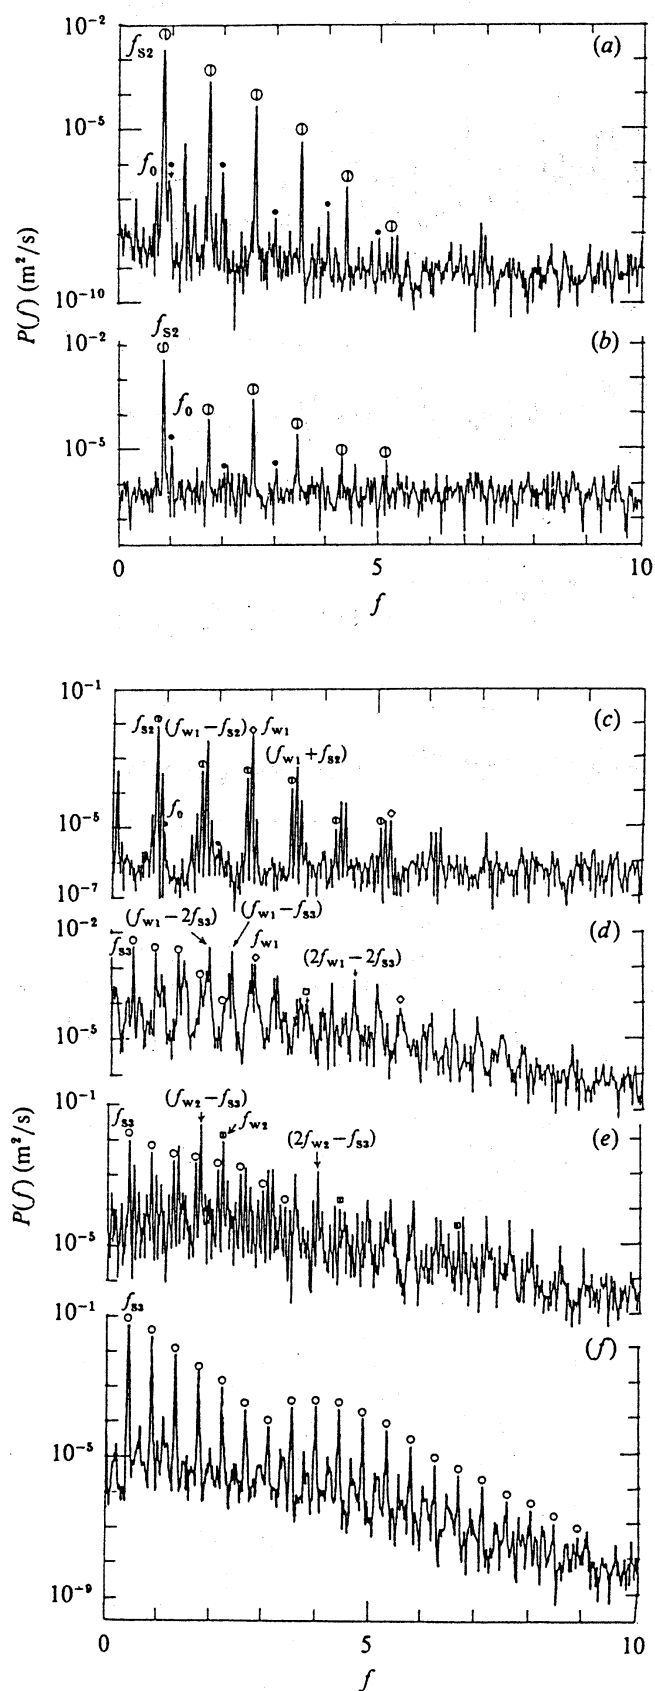 10⁻² (a)
f_S2
10⁻⁵
f₀
10⁻¹⁰
P(f) (m²/s)
f_S2
10⁻² (b)
f₀
10⁻⁵
0 5 10
f
10⁻¹
f_S2 (f_W1 − f_S2) f_W1 (c)
(f_W1 + f_S2)
f₀
10⁻⁵
10⁻⁷
(f_W1 − 2f_S3) (f_W1 − f_S3)
10⁻² (d)
f_S3 f_W1 (2f_W1 − 2f_S3)
10⁻⁵
P(f) (m²/s)
10⁻¹ (f_W2 − f_S3)
f_S3 f_W2 (2f_W2 − f_S3) (e)
10⁻⁵
10⁻¹ f_S3
(f)
10⁻⁵
10⁻⁹
0 5 10
f